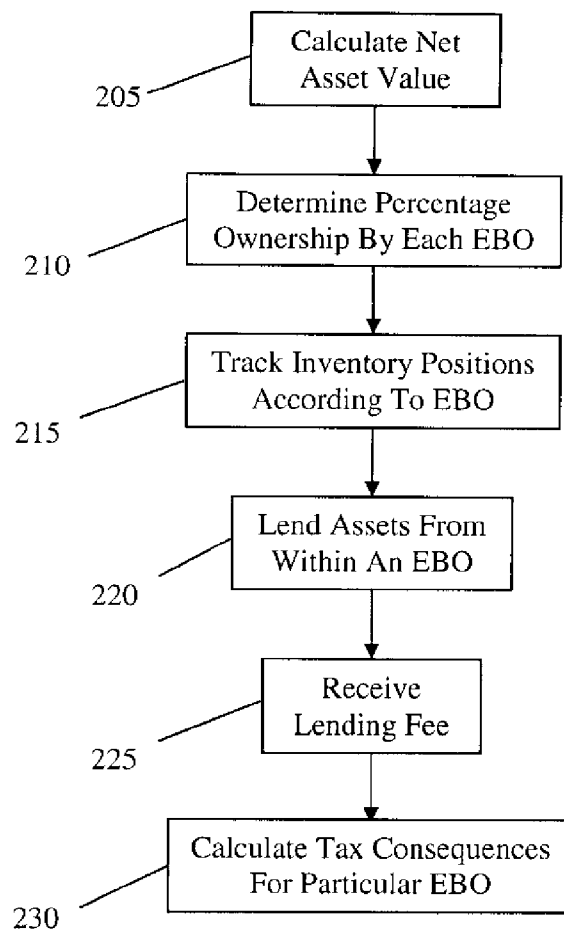 Calculate Net
Asset Value
205
Determine Percentage
Ownership By Each EBO
210
Track Inventory Positions
According To EBO
215
Lend Assets From
Within An EBO
220
Receive
Lending Fee
225
Calculate Tax Consequences
For Particular EBO
230